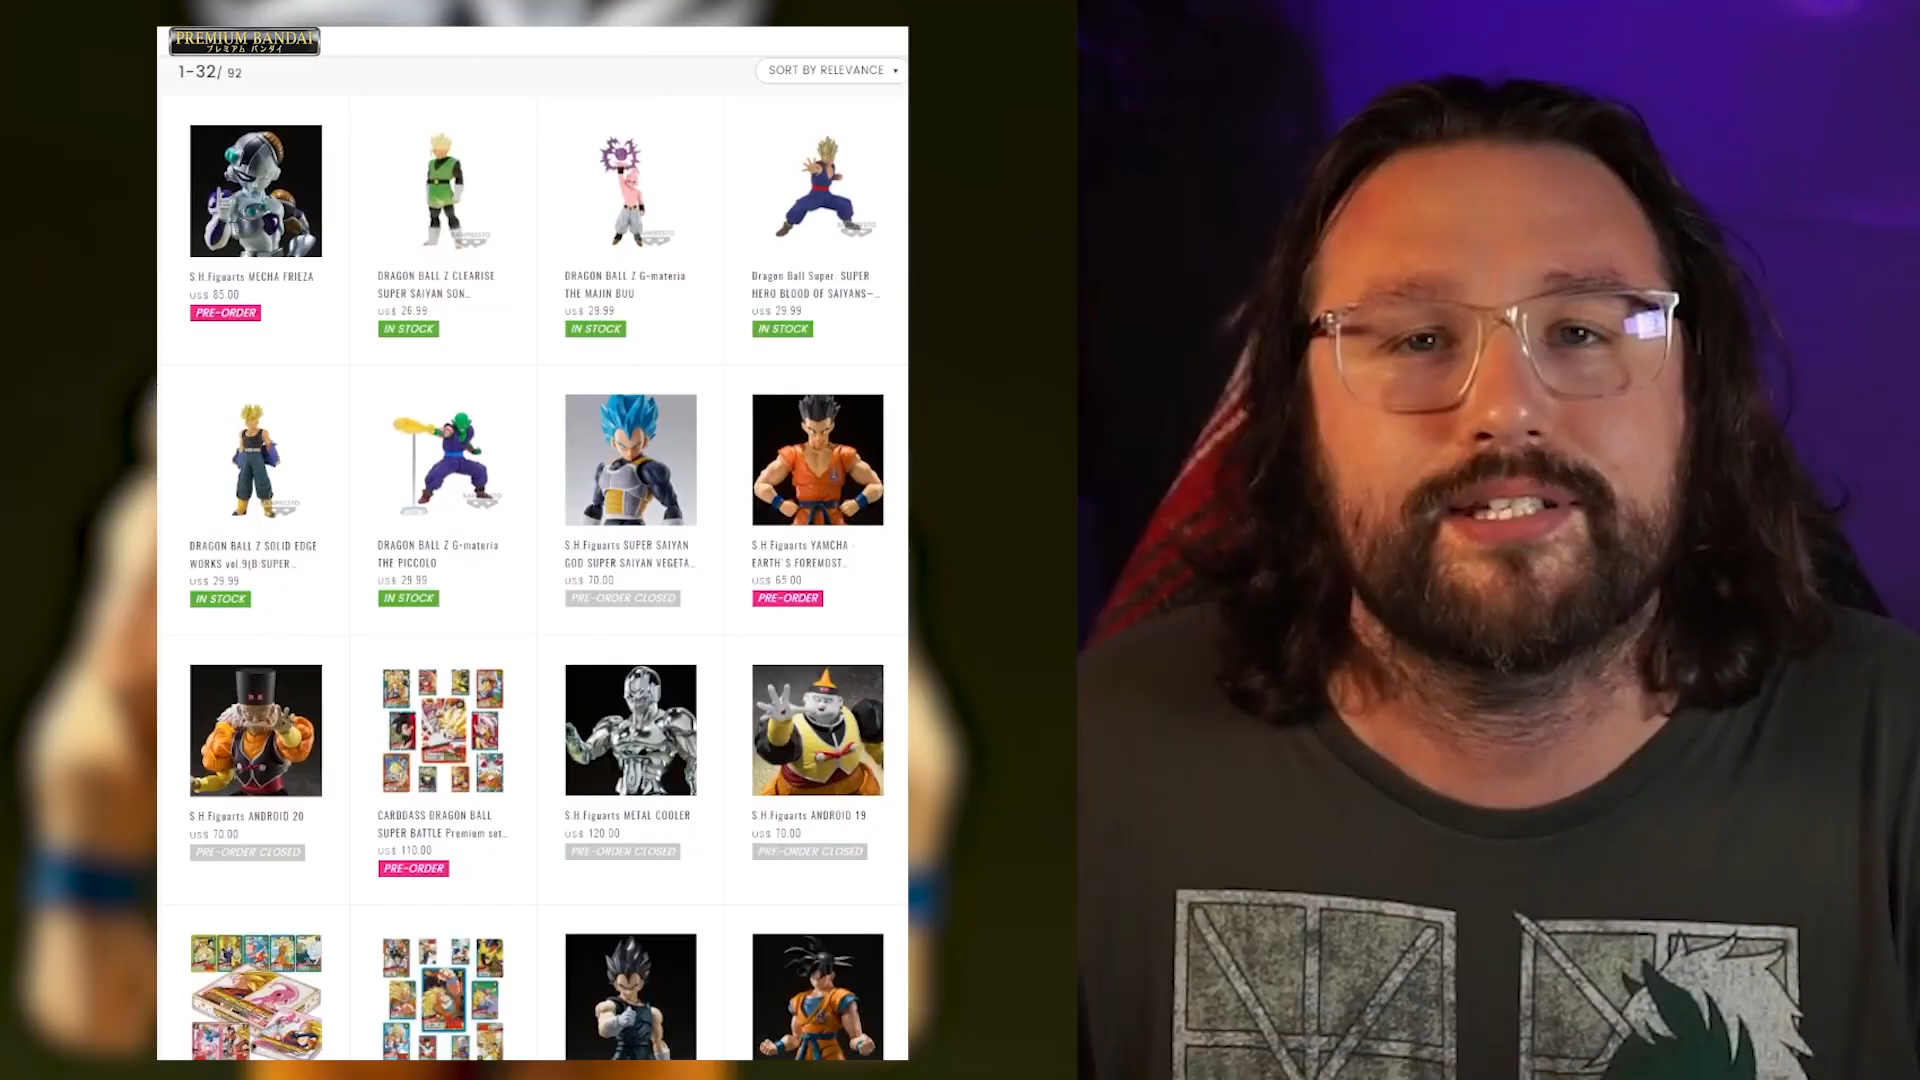 PREMIUM BANDAI
プレミアム バンダイ
1-32/ 92
SORT BY RELEVANCE
S.H.Figuarts MECHA FRIEZA
US$ 85.00
PRE-ORDER
DRAGON BALL Z CLEARISE
SUPER SAIYAN SON…
US$ 26.99
IN STOCK
DRAGON BALL Z G×materia
THE MAJIN BUU
US$ 29.99
IN STOCK
Dragon Ball Super: SUPER
HERO BLOOD OF SAIYANS-…
US$ 29.99
IN STOCK
DRAGON BALL Z SOLID EDGE
WORKS vol.9(B:SUPER…
US$ 29.99
IN STOCK
DRAGON BALL Z G×materia
THE PICCOLO
US$ 29.99
IN STOCK
S.H.Figuarts SUPER SAIYAN
GOD SUPER SAIYAN VEGETA…
US$ 70.00
PRE-ORDER CLOSED
S.H.Figuarts YAMCHA -
EARTH`S FOREMOST…
US$ 65.00
PRE-ORDER
S.H.Figuarts ANDROID 20
US$ 70.00
PRE-ORDER CLOSED
CARDDASS DRAGON BALL
SUPER BATTLE Premium set…
US$ 110.00
PRE-ORDER
S.H.Figuarts METAL COOLER
US$ 120.00
PRE-ORDER CLOSED
S.H.Figuarts ANDROID 19
US$ 70.00
PRE-ORDER CLOSED